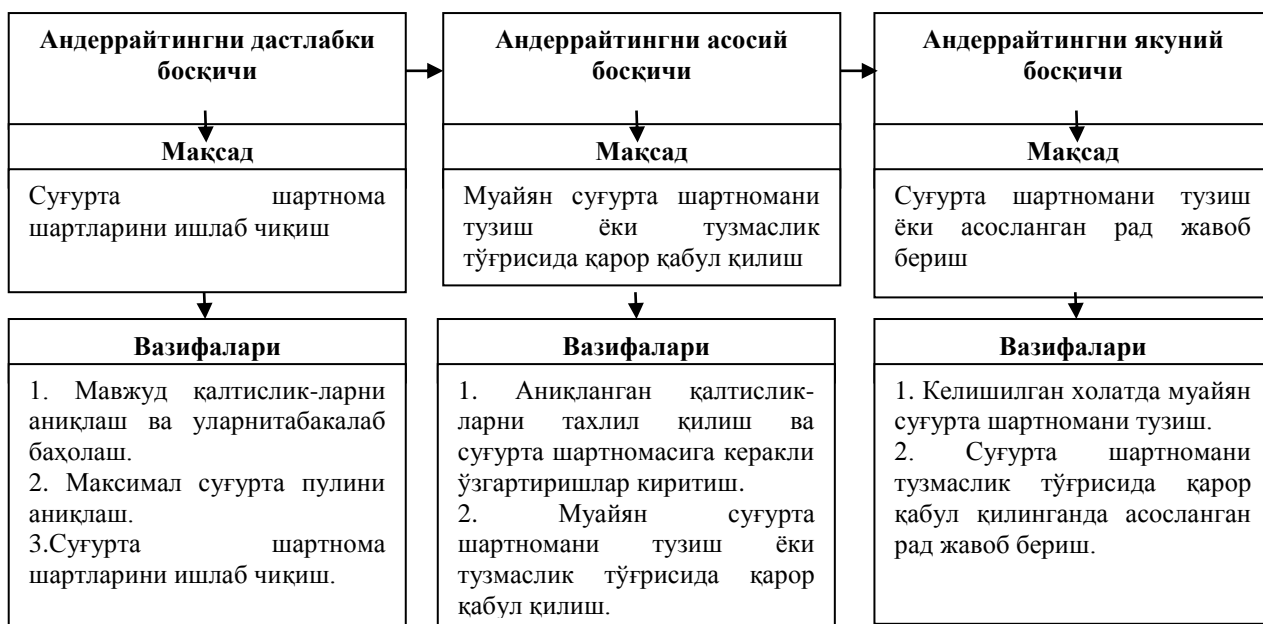 Андеррайтингни дастлабки
босқичи
Мақсад
Суғурта шартнома
шартларини ишлаб чиқиш
Вазифалари
1. Мавжуд қалтислик-ларни
аниқлаш ва уларнитабакалаб
баҳолаш.
2. Максимал суғурта пулини
аниқлаш.
3.Суғурта шартнома
шартларини ишлаб чиқиш.
Андеррайтингни асосий
босқичи
Мақсад
Муайян суғурта шартномани
тузиш ёки тузмаслик
тўғрисида қарор қабул қилиш
Вазифалари
1. Аниқланган қалтислик-
ларни тахлил қилиш ва
суғурта шартномасига керакли
ўзгартиришлар киритиш.
2. Муайян суғурта
шартномани тузиш ёки
тузмаслик тўғрисида қарор
қабул қилиш.
Андеррайтингни якуний
босқичи
Мақсад
Суғурта шартномани тузиш
ёки асосланган рад жавоб
бериш
Вазифалари
1. Келишилган холатда муайян
суғурта шартномани тузиш.
2. Суғурта шартномани
тузмаслик тўғрисида қарор
қабул қилинганда асосланган
рад жавоб бериш.